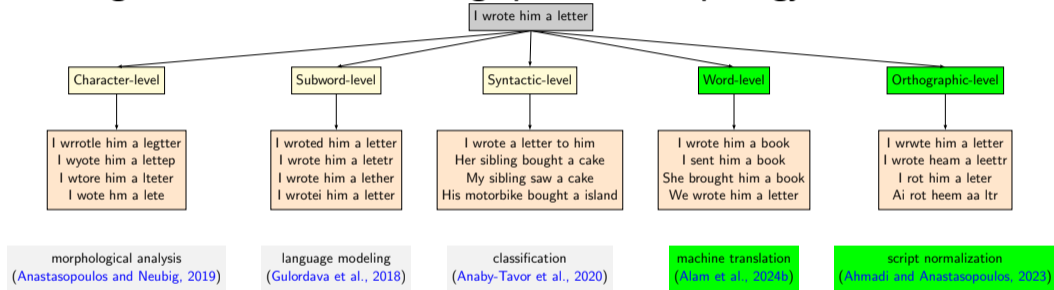 I wrote him a letter
Character-level
Subword-level
Syntactic-level
Word-level
Orthographic-level
I wrrotle him a legtter
I wyote him a lettep
I wtore him a lteter
I wote hm a lete
I wroted him a letter
I wrote him a letetr
I wrote him a lether
I wrotei him a letter
I wrote a letter to him
Her sibling bought a cake
My sibling saw a cake
His motorbike bought a island
I wrote him a book
I sent him a book
She brought him a book
We wrote him a letter
I wrwte him a letter
I wrote heam a leettr
I rot him a leter
Ai rot heem aa ltr
morphological analysis
(Anastasopoulos and Neubig, 2019)
language modeling
(Gulordava et al., 2018)
classification
(Anaby-Tavor et al., 2020)
machine translation
(Alam et al., 2024b)
script normalization
(Ahmadi and Anastasopoulos, 2023)